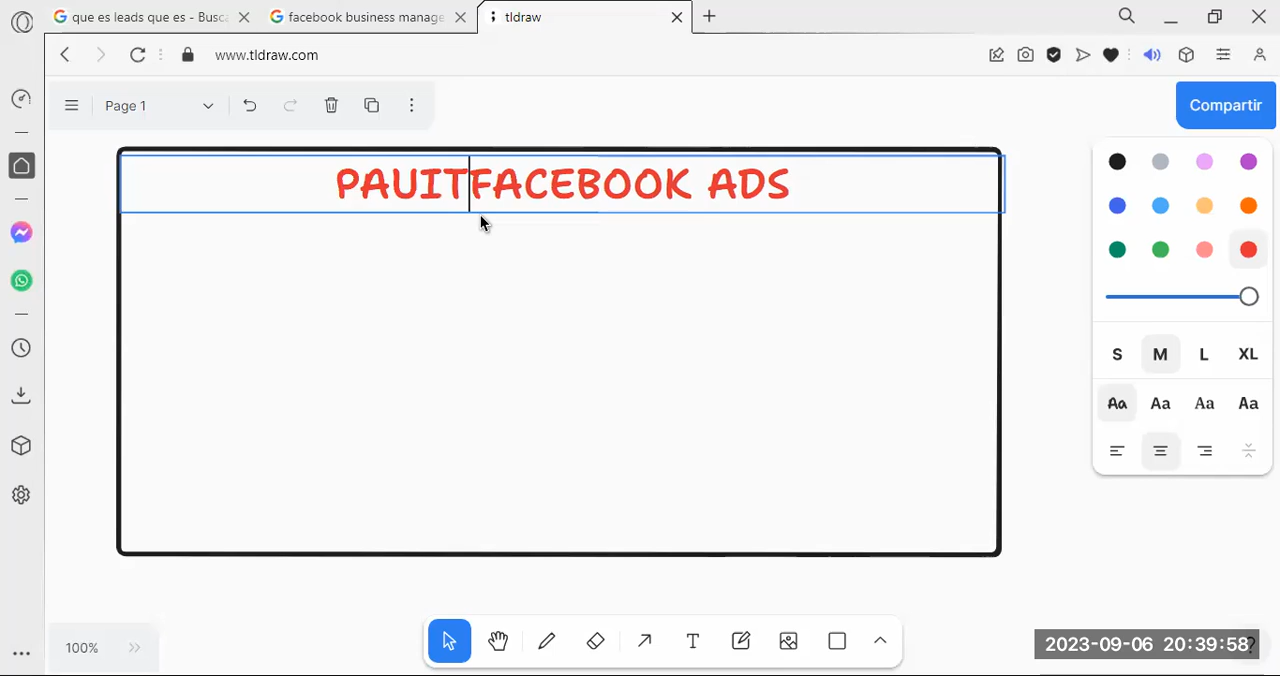 que es leads que es - Busca
facebook business manage
tldraw
www.tldraw.com
Page 1
Compartir
PAUITFACEBOOK ADS
S M L XL
Aa Aa Aa Aa
100%
T
2023-09-06 20:39:58
?